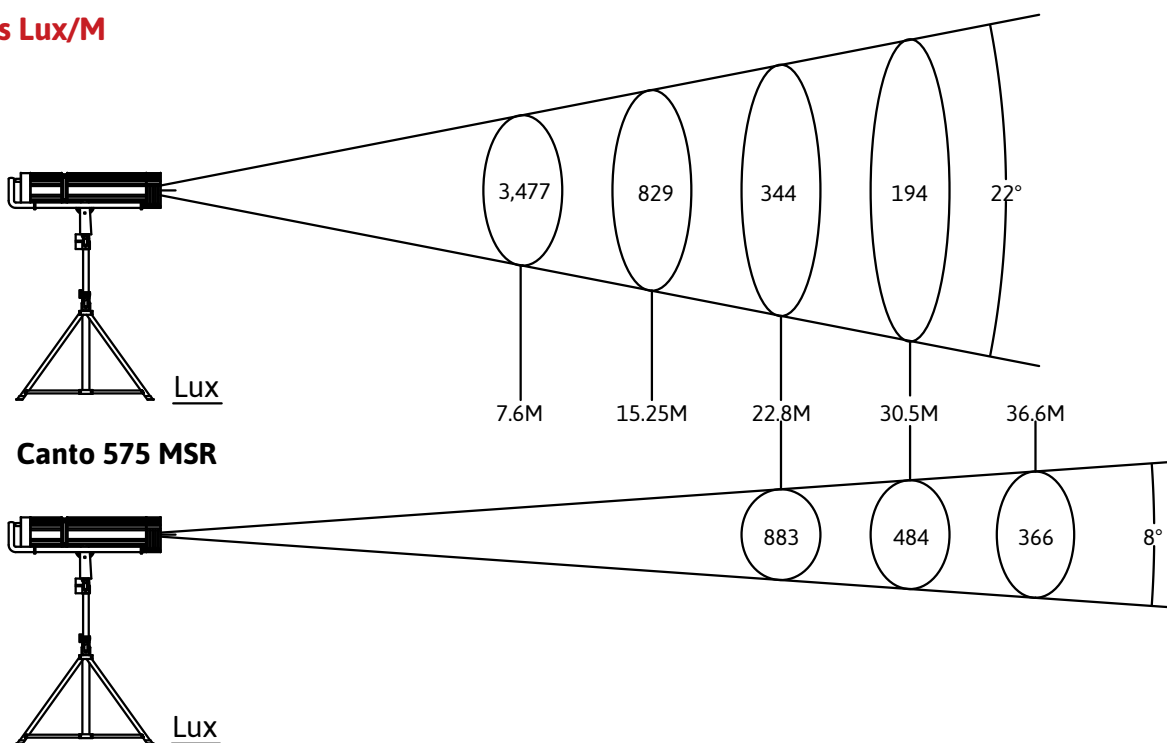 s Lux/M
3,477 829 344 194 22°
Lux
7.6M 15.25M 22.8M 30.5M 36.6M
Canto 575 MSR
883 484 366 8°
Lux